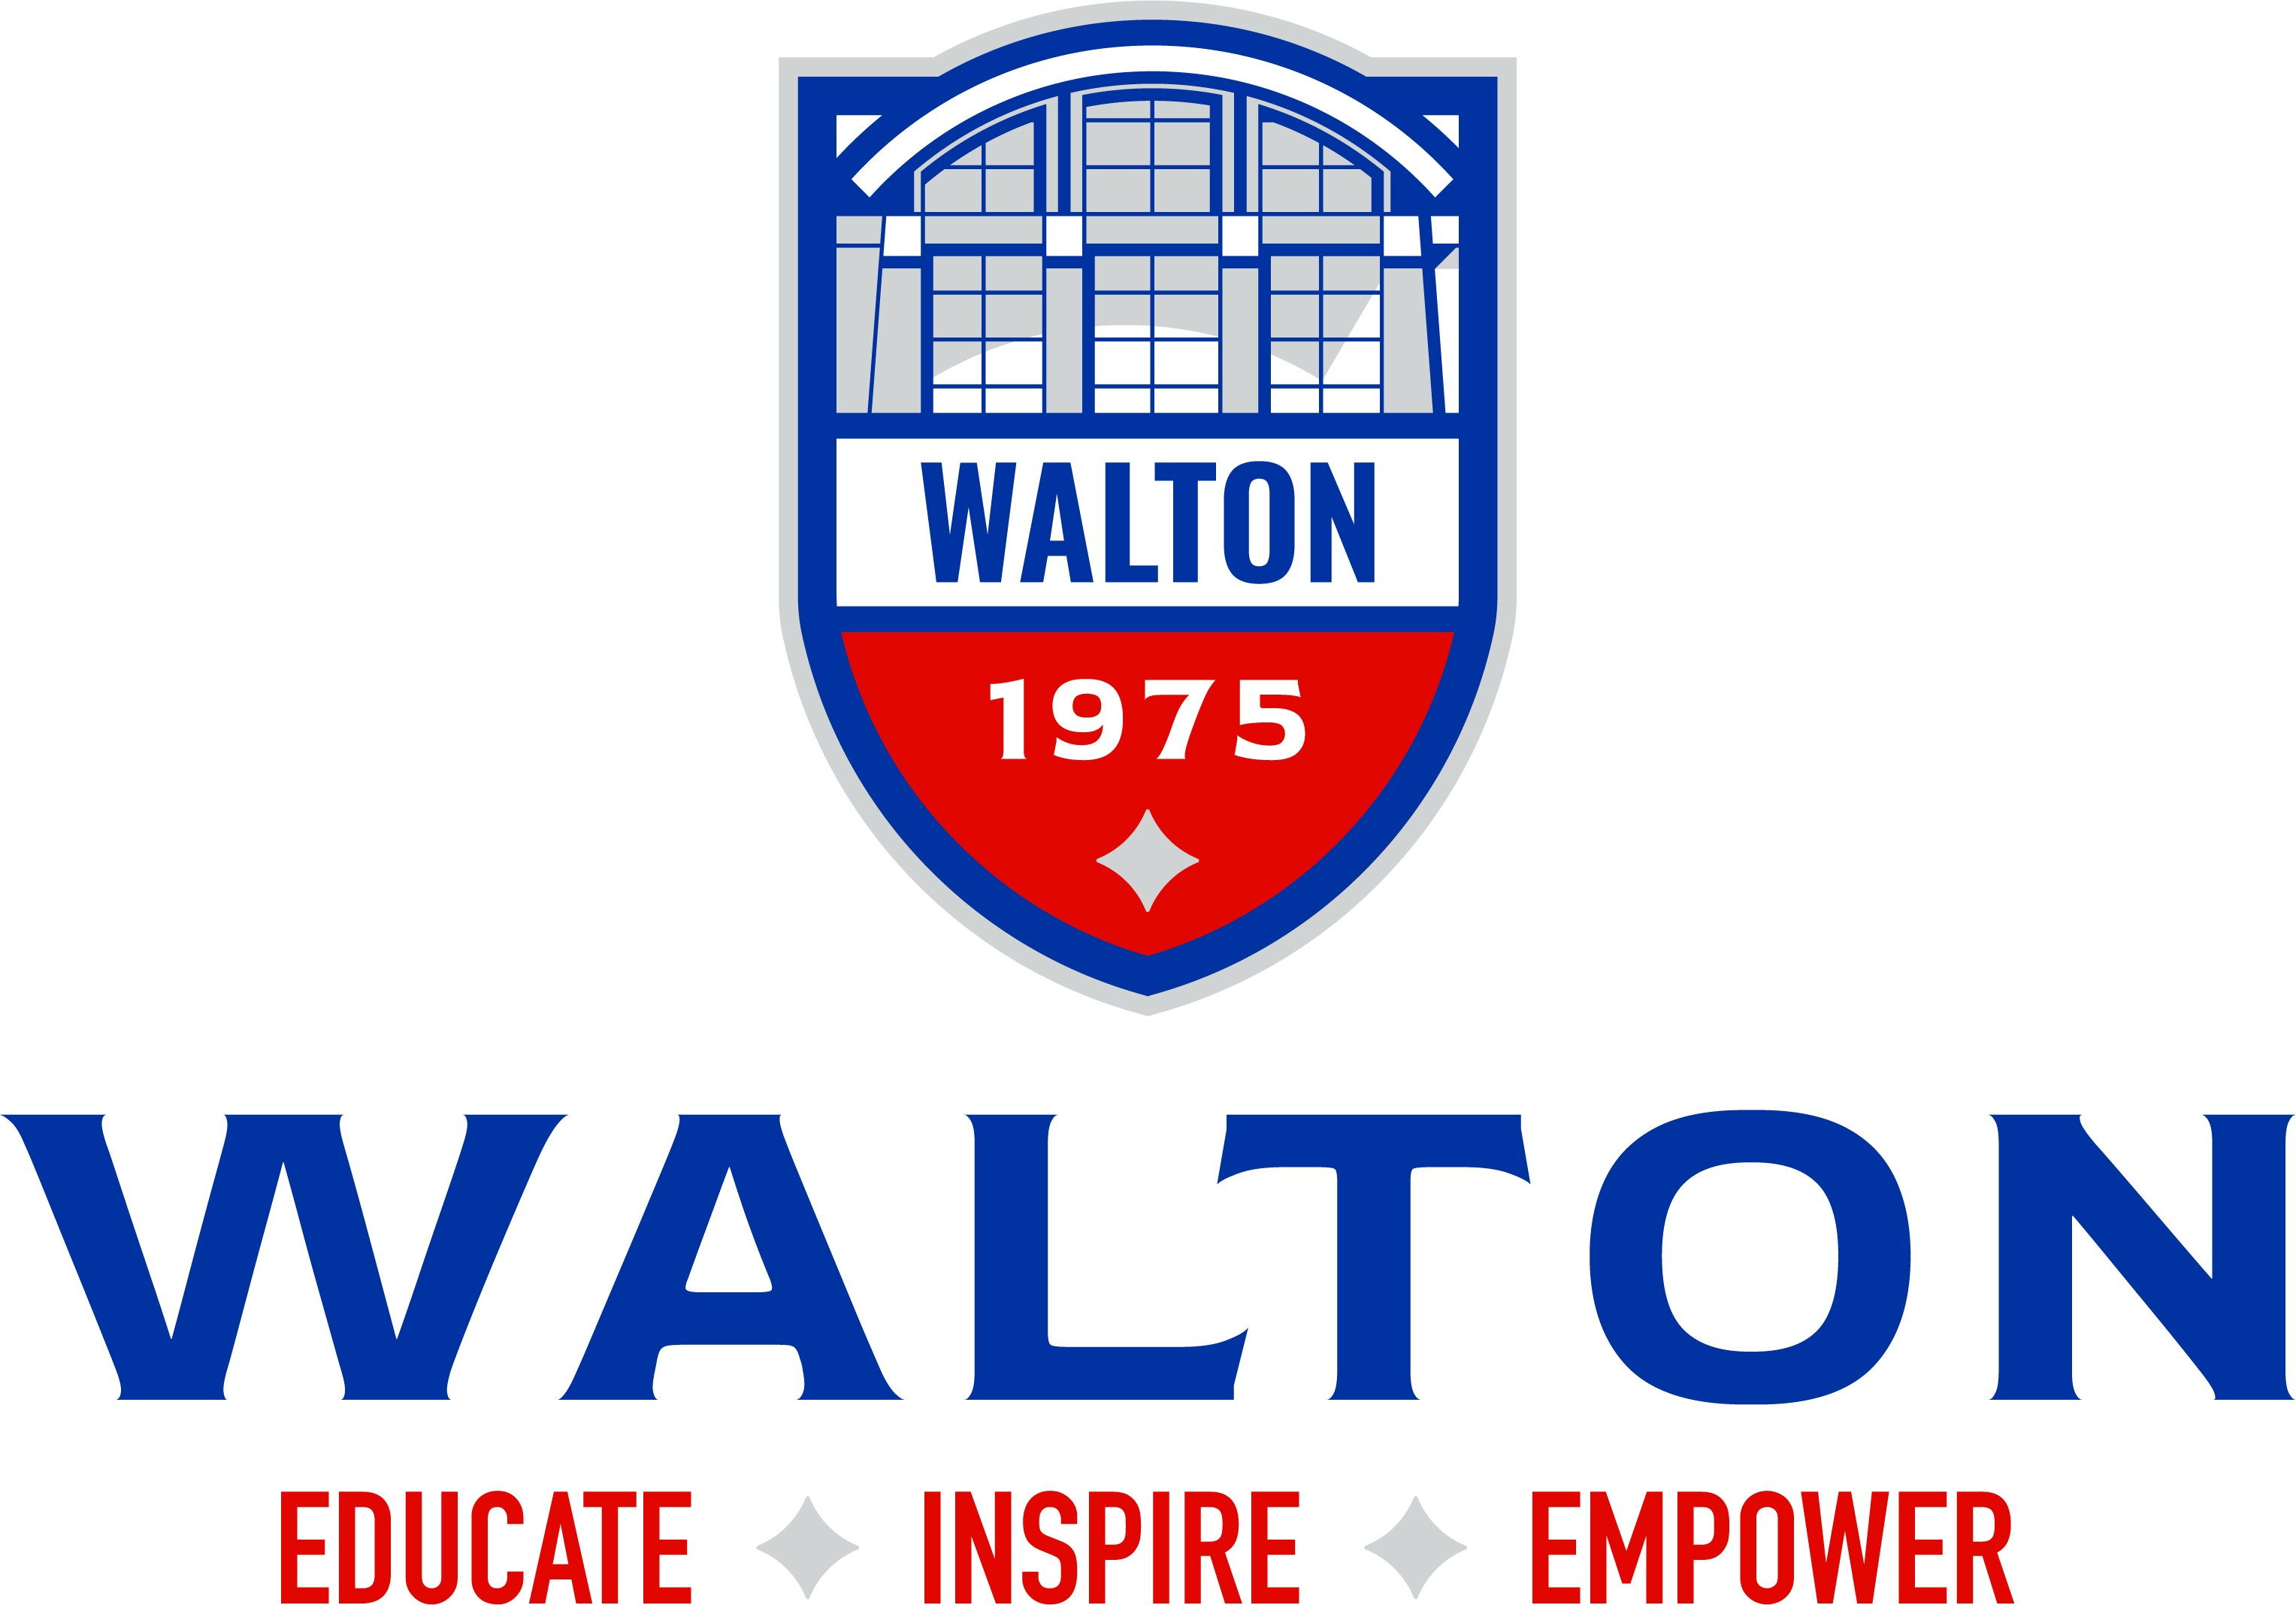 WALTON
1975
WALTON
EDUCATE INSPIRE EMPOWER